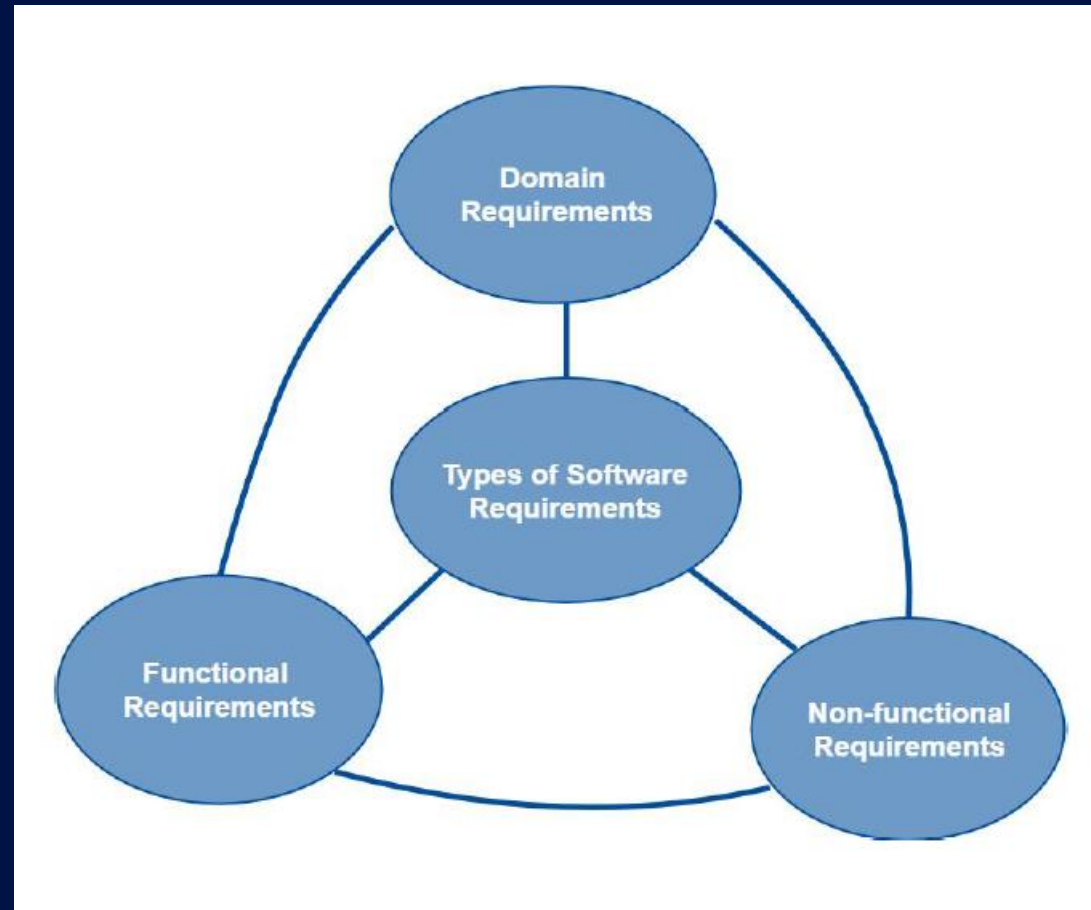 Domain
Requirements
Types of Software
Requirements
Functional
Requirements
Non-functional
Requirements